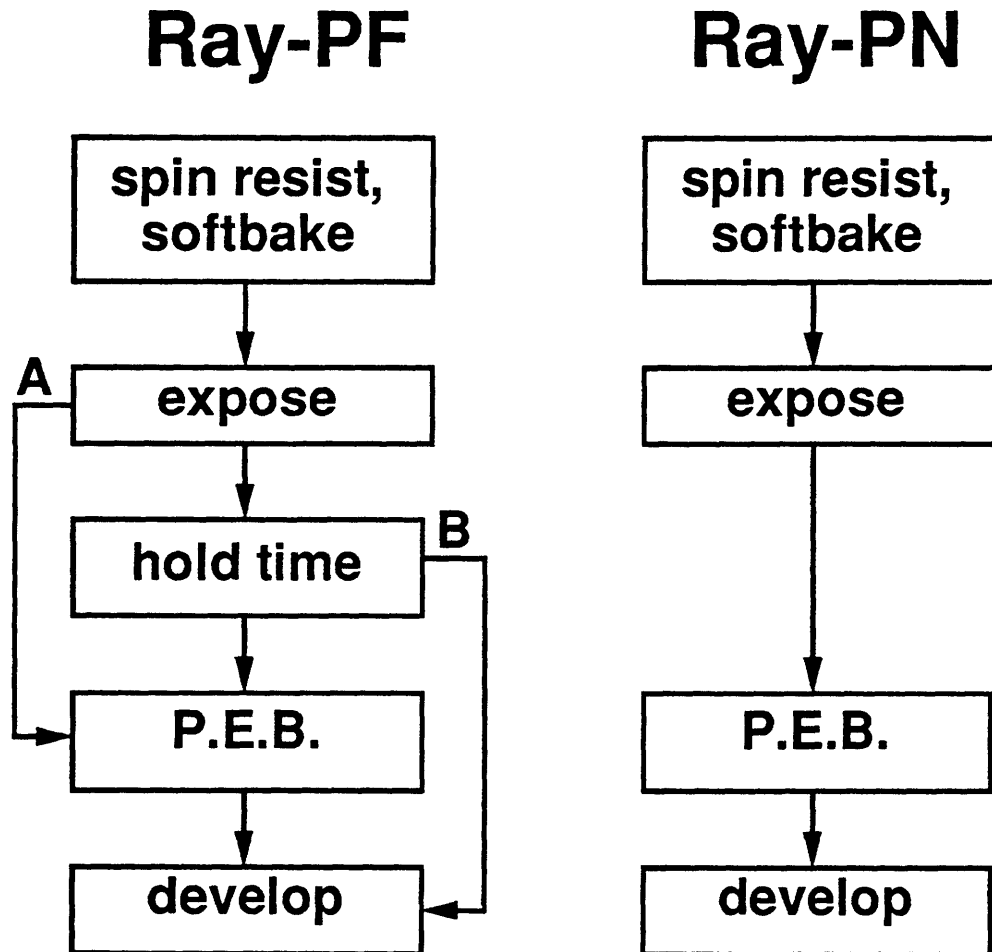 Ray-PF
spin resist,
softbake
A
expose
hold time
B
P.E.B.
develop
Ray-PN
spin resist,
softbake
expose
P.E.B.
develop